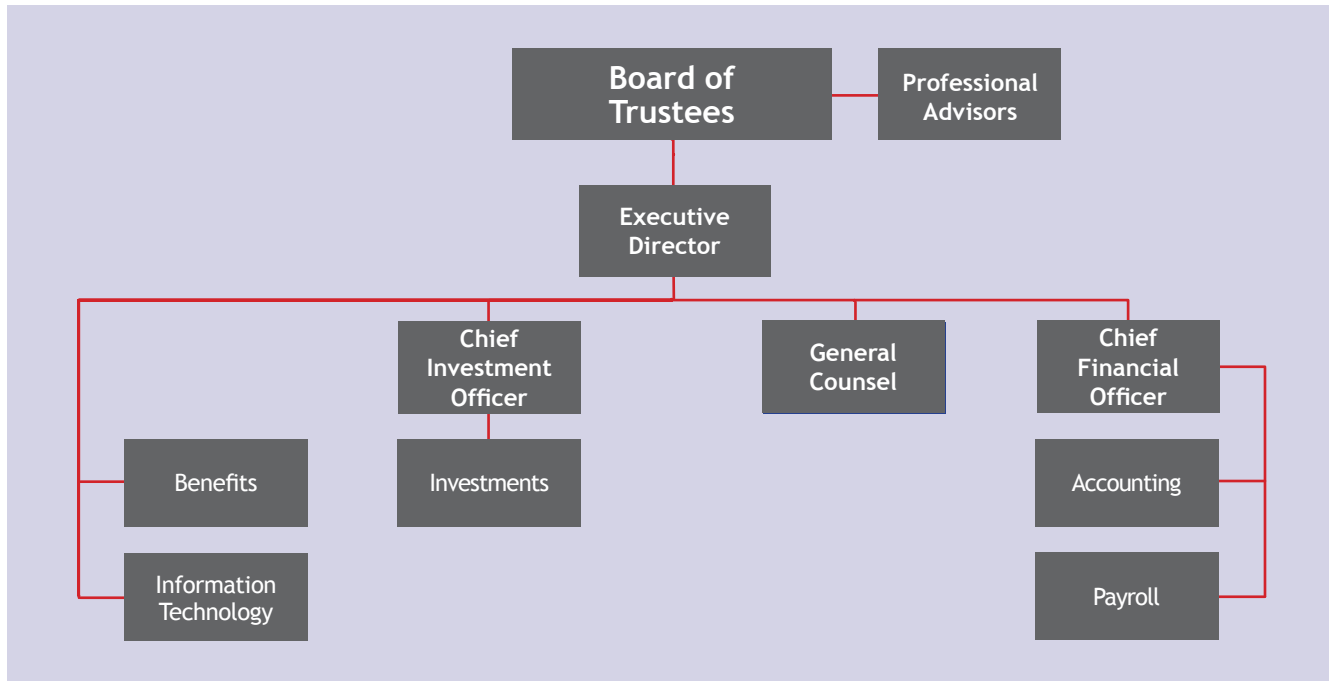 Board of
Trustees
Professional
Advisors
Executive
Director
Chief
Investment
Officer
General
Counsel
Chief
Financial
Officer
Benefits
Investments
Accounting
Information
Technology
Payroll